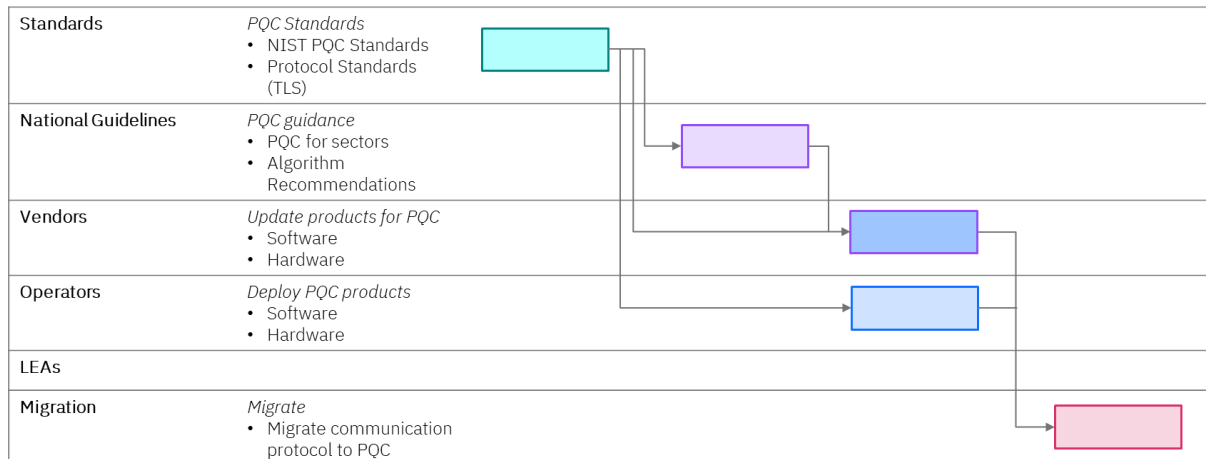 Standards
PQC Standards
• NIST PQC Standards
• Protocol Standards
(TLS)
National Guidelines
PQC guidance
• PQC for sectors
• Algorithm
Recommendations
Vendors
Update products for PQC
• Software
• Hardware
Operators
Deploy PQC products
• Software
• Hardware
LEAs
Migration
Migrate
• Migrate communication
protocol to PQC